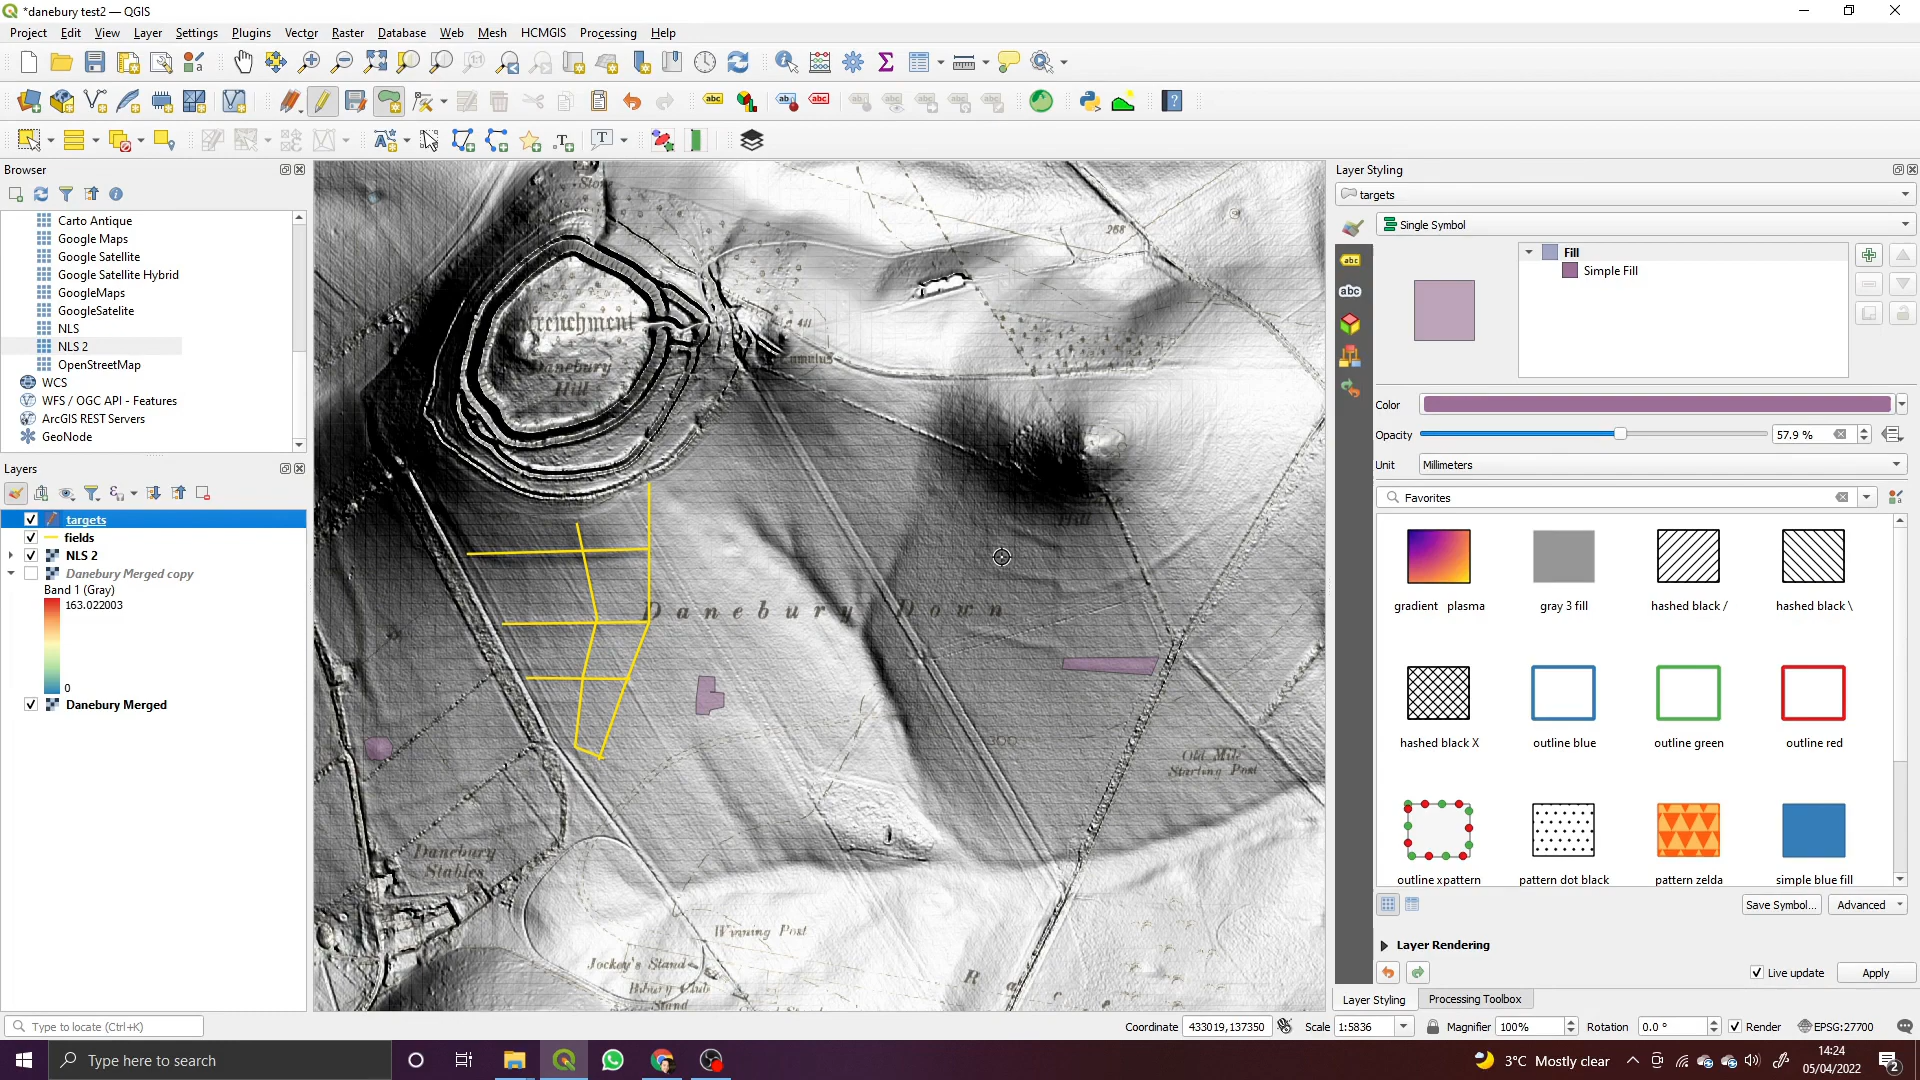 *danebury test2 — QGIS
Project Edit View Layer Settings Plugins Vector Raster Database Web Mesh HCMGIS Processing Help
Browser
Carto Antique
Google Maps
Google Satellite
Google Satellite Hybrid
GoogleMaps
GoogleSatelite
NLS
NLS 2
OpenStreetMap
WCS
WFS / OGC API - Features
ArcGIS REST Servers
GeoNode
Layers
targets
fields
NLS 2
Danebury Merged copy
Band 1 (Gray)
163.022003
0
Danebury Merged
Type to locate (Ctrl+K)
268
Danebury
Hill
Hill
Danebury Down
Old Mile
Starting Post
Danebury
Stables
Winning Post
Jockey's Stand
Bibury Club
Stand
R a
Layer Styling
targets
Single Symbol
Fill
Simple Fill
Color
Opacity 57.9 %
Unit Millimeters
Favorites
gradient plasma gray 3 fill hashed black / hashed black \
hashed black X outline blue outline green outline red
outline xpattern pattern dot black pattern zelda simple blue fill
Save Symbol... Advanced
Layer Rendering
Live update Apply
Layer Styling Processing Toolbox
Coordinate 433019,137350 Scale 1:5836 Magnifier 100% Rotation 0.0 ° Render EPSG:27700
Type here to search
3°C Mostly clear
14:24
05/04/2022
2